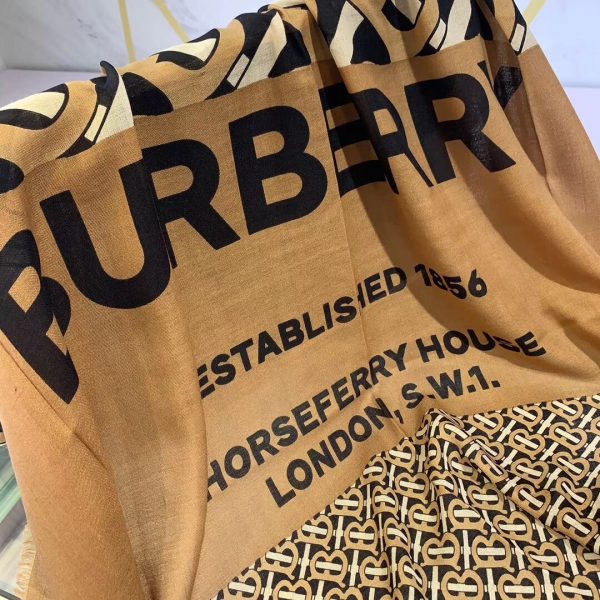 BURBERRY
ESTABLISHED 1856
HORSEFERRY HOUSE
LONDON, S.W.1.